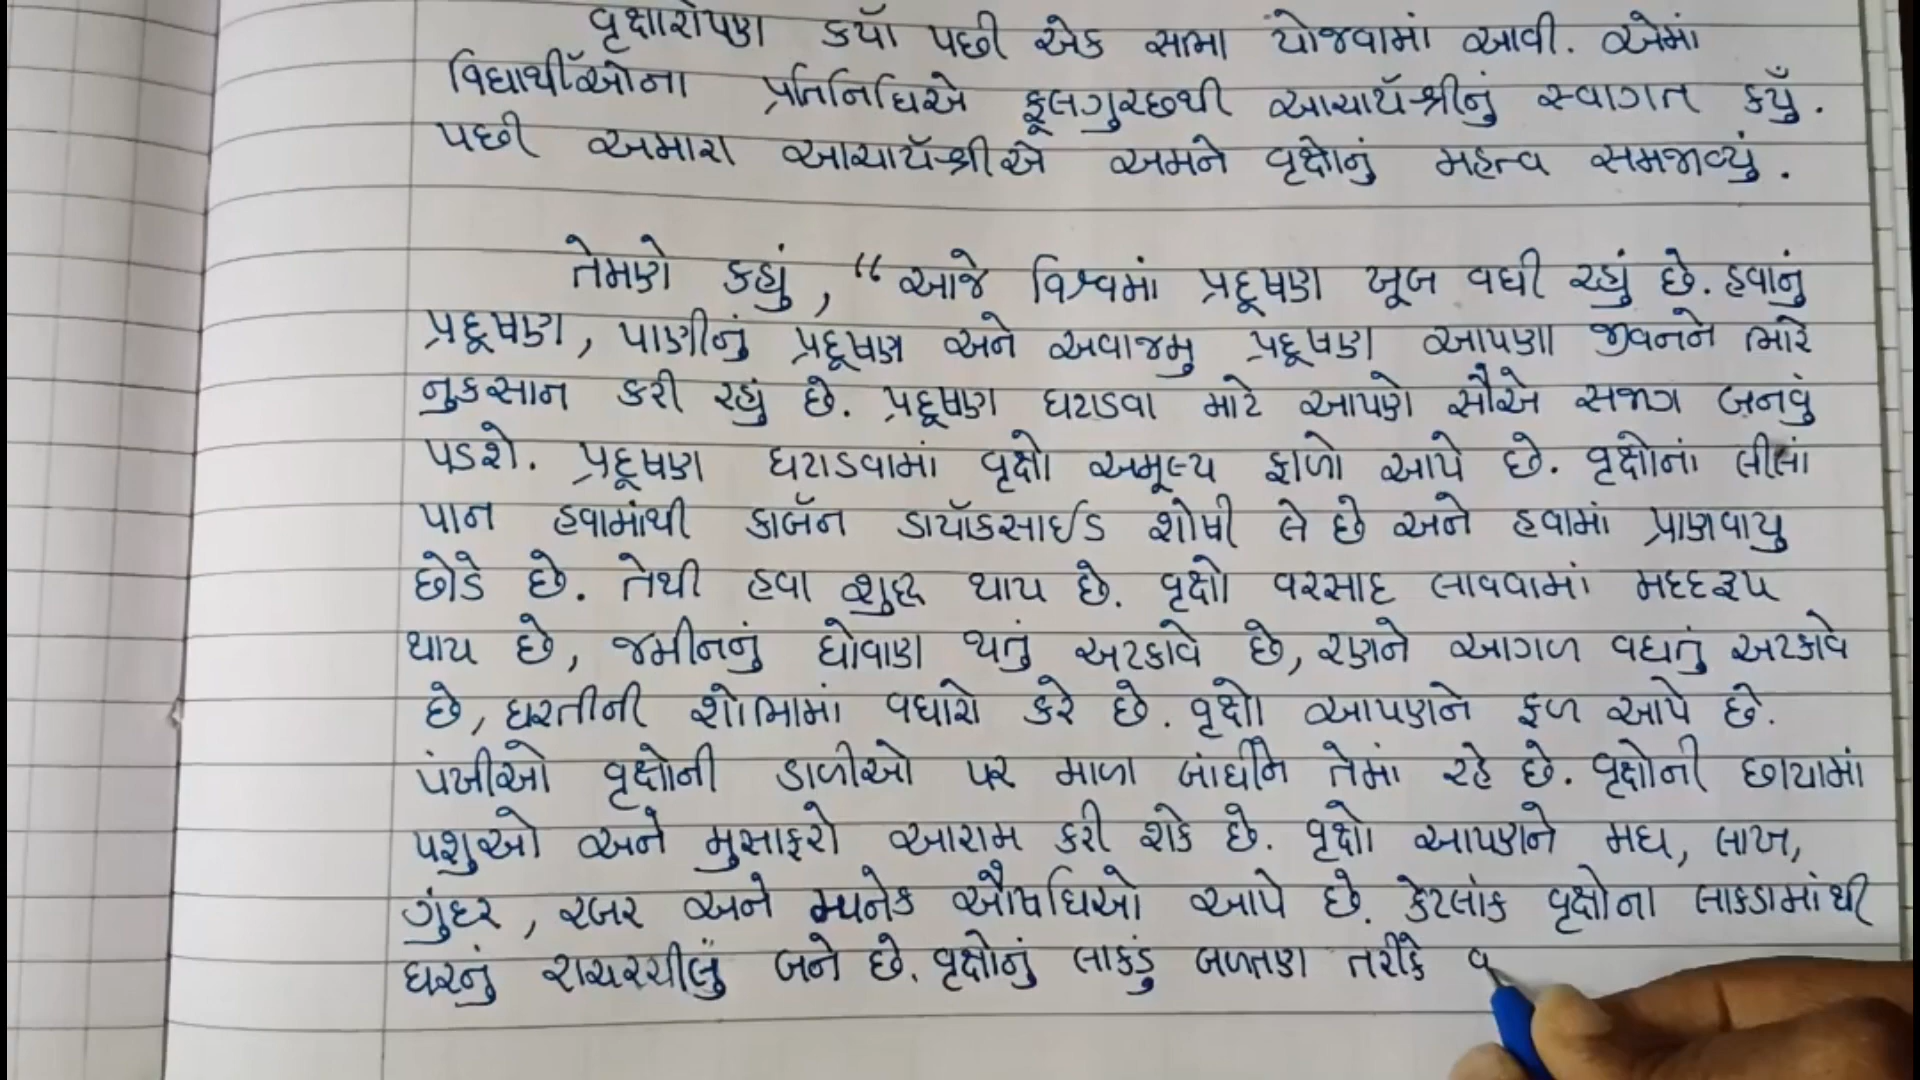 વૃક્ષારોપણ કર્યા પછી એક સભા યોજવામાં આવી. એમાં
વિદ્યાર્થીઓના પ્રતિનિધિએ ફૂલગુચ્છથી આચાર્યશ્રીનું સ્વાગત કર્યું.
પછી અમારા આચાર્યશ્રીએ અમને વૃક્ષોનું મહત્વ સમજાવ્યું.
તેમણે કહ્યું, “આજે વિશ્વમાં પ્રદૂષણ ખૂબ વધી રહ્યું છે. હવાનું
પ્રદૂષણ, પાણીનું પ્રદૂષણ અને અવાજમુ પ્રદૂષણ આપણા જીવનને ભારે
નુકસાન કરી રહ્યું છે. પ્રદૂષણ ઘટાડવા માટે આપણે સૌએ સજાગ બનવું
પડશે. પ્રદૂષણ ઘટાડવામાં વૃક્ષો અમૂલ્ય ફાળો આપે છે. વૃક્ષોનાં લીલાં
પાન હવામાંથી કાર્બન ડાયૉકસાઈડ શોષી લે છે અને હવામાં પ્રાણવાયુ
છોડે છે. તેથી હવા શુદ્ધ થાય છે. વૃક્ષો વરસાદ લાવવામાં મદદરૂપ
થાય છે, જમીનનું ધોવાણ થતું અટકાવે છે, રણને આગળ વધતું અટકાવે
છે, ધરતીની શોભામાં વધારો કરે છે. વૃક્ષો આપણને ફળ આપે છે.
પંખીઓ વૃક્ષોની ડાળીઓ પર માળા બાંધીને તેમાં રહે છે. વૃક્ષોની છાયામાં
પશુઓ અને મુસાફરો આરામ કરી શકે છે. વૃક્ષો આપણને મધ, લાખ,
ગુંદર, રબર અને અનેક ઔષધિઓ આપે છે. કેટલાંક વૃક્ષોના લાકડામાંથી
ઘરનું રાચરચીલું બને છે. વૃક્ષોનું લાકડું બળતણ તરીકે વ